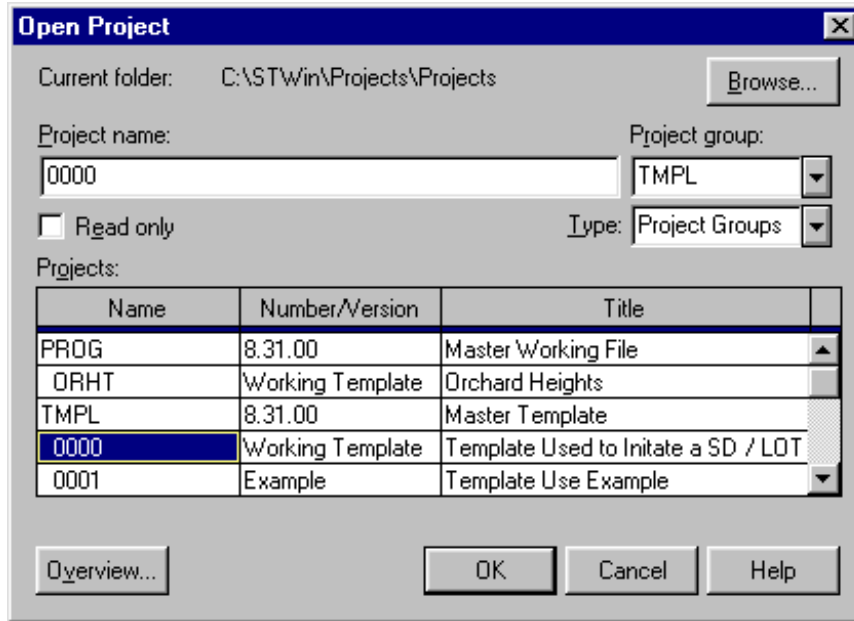 Open Project
Current folder: C:\STWin\Projects\Projects Browse...
Project name: Project group:
0000 TMPL
Read only Type: Project Groups
Projects:
Name Number/Version Title
PROG 8.31.00 Master Working File
ORHT Working Template Orchard Heights
TMPL 8.31.00 Master Template
0000 Working Template Template Used to Initate a SD / LOT
0001 Example Template Use Example
Overview... OK Cancel Help